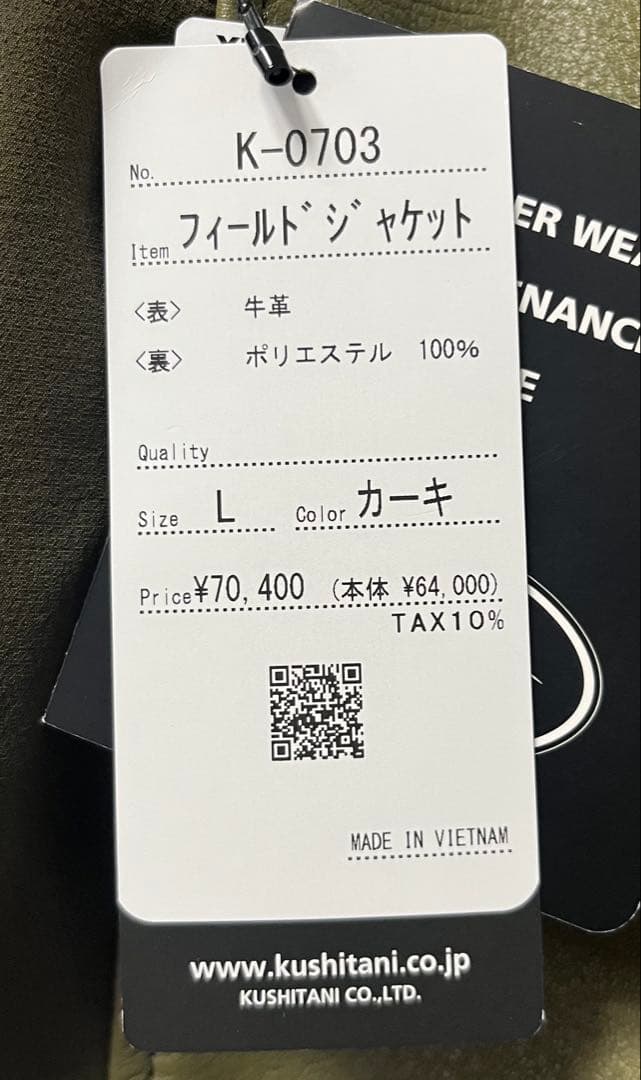 No. K-0703
Item フィールドジャケット
〈表〉 牛革
〈裏〉 ポリエステル 100%
Quality
Size L Color カーキ
Price ¥70,400 (本体 ¥64,000)
TAX10%
MADE IN VIETNAM
www.kushitani.co.jp
KUSHITANI CO.,LTD.